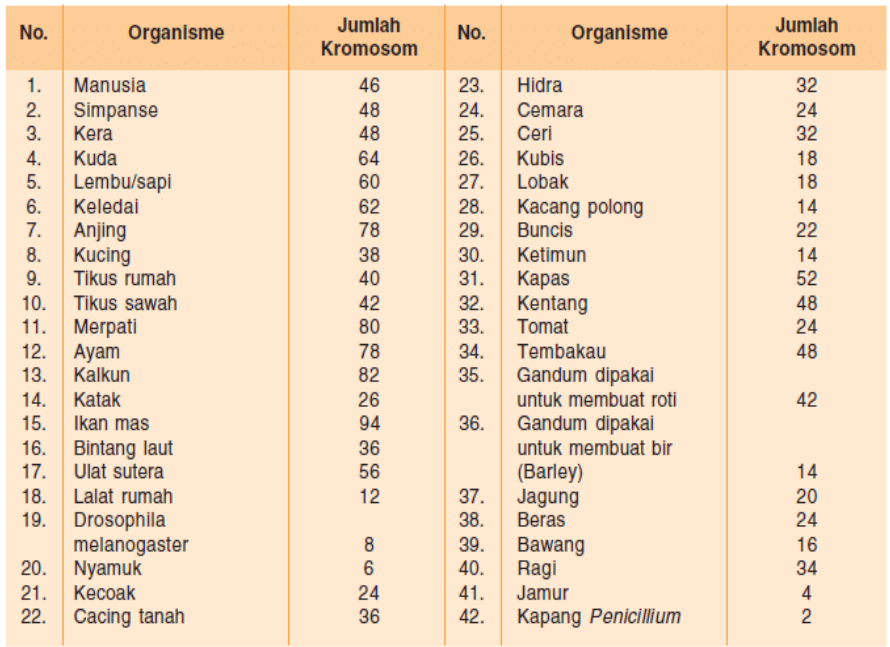 No. Organisme Jumlah Kromosom
1. Manusia 46
2. Simpanse 48
3. Kera 48
4. Kuda 64
5. Lembu/sapi 60
6. Keledai 62
7. Anjing 78
8. Kucing 38
9. Tikus rumah 40
10. Tikus sawah 42
11. Merpati 80
12. Ayam 78
13. Kalkun 82
14. Katak 26
15. Ikan mas 94
16. Bintang laut 36
17. Ulat sutera 56
18. Lalat rumah 12
19. Drosophila
melanogaster 8
20. Nyamuk 6
21. Kecoak 24
22. Cacing tanah 36
No. Organisme Jumlah Kromosom
23. Hidra 32
24. Cemara 24
25. Ceri 32
26. Kubis 18
27. Lobak 18
28. Kacang polong 14
29. Buncis 22
30. Ketimun 14
31. Kapas 52
32. Kentang 48
33. Tomat 24
34. Tembakau 48
35. Gandum dipakai
untuk membuat roti 42
36. Gandum dipakai
untuk membuat bir
(Barley) 14
37. Jagung 20
38. Beras 24
39. Bawang 16
40. Ragi 34
41. Jamur 4
42. Kapang Penicillium 2